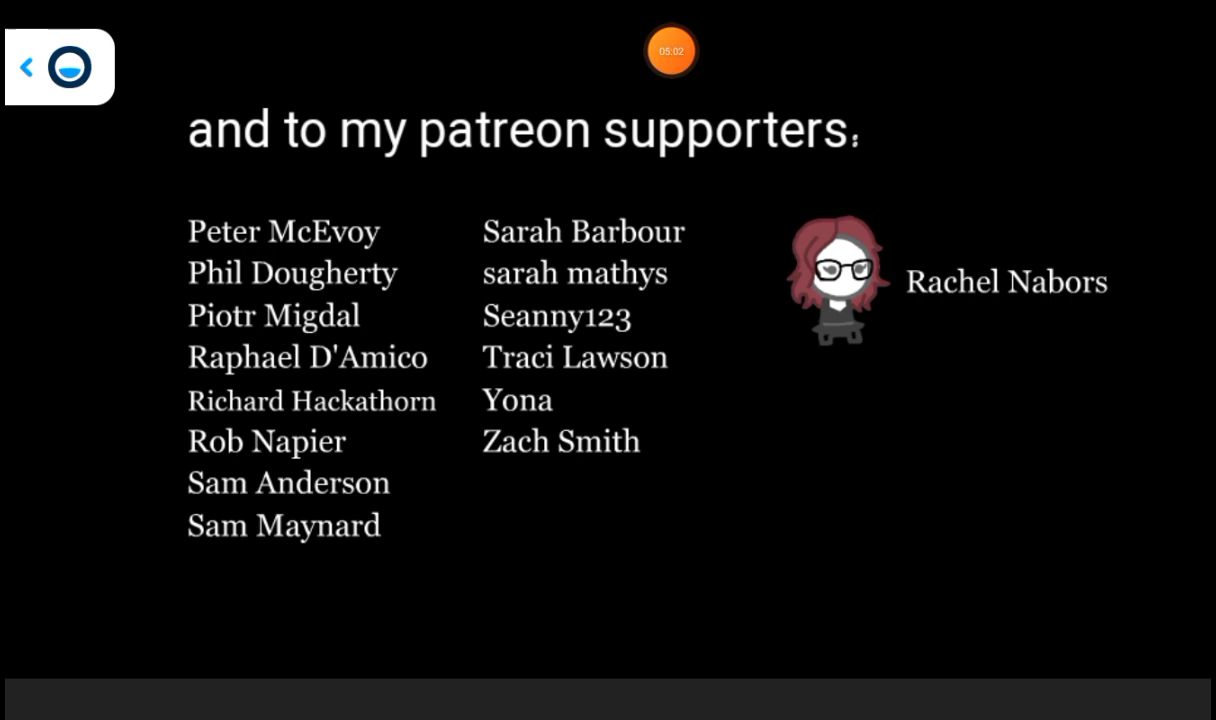 05:02
and to my patreon supporters:
Peter McEvoy
Phil Dougherty
Piotr Migdal
Raphael D'Amico
Richard Hackathorn
Rob Napier
Sam Anderson
Sam Maynard
Sarah Barbour
sarah mathys
Seanny123
Traci Lawson
Yona
Zach Smith
Rachel Nabors